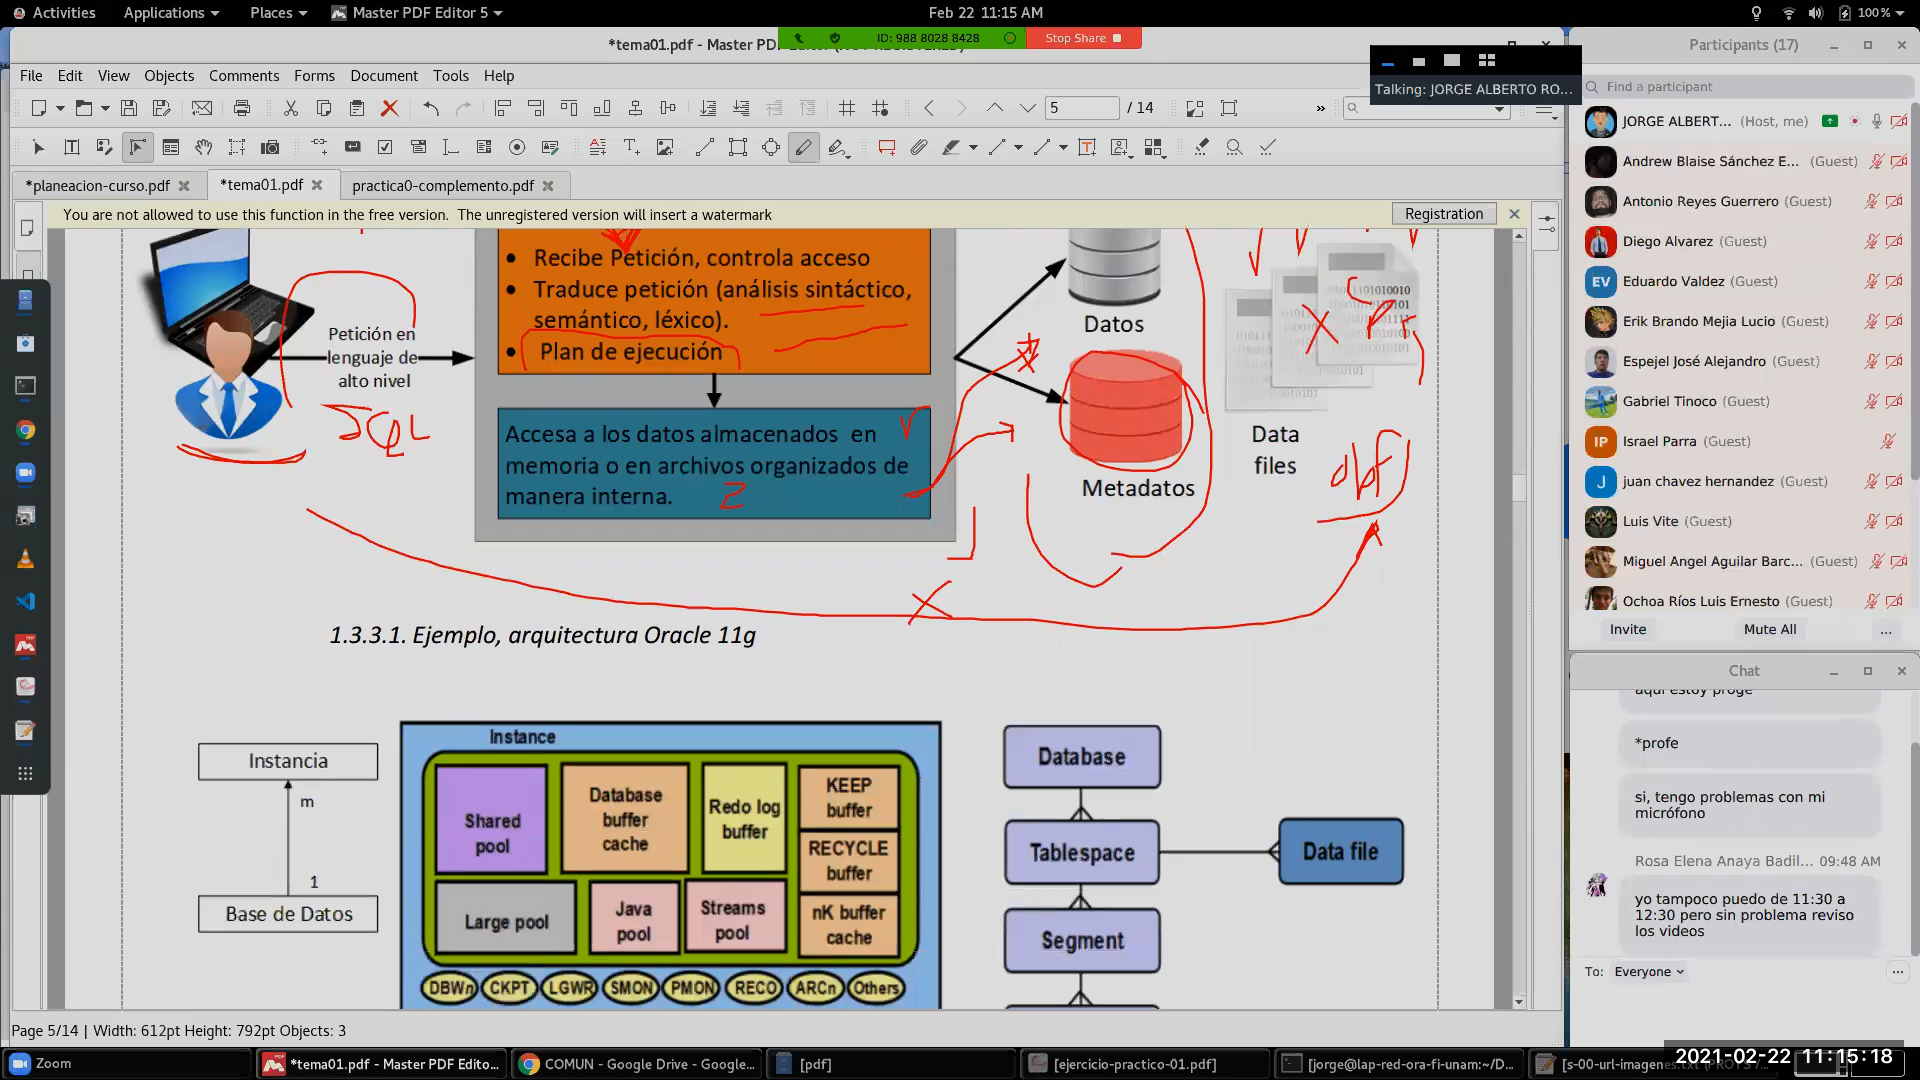 Activities
Applications
Places
Master PDF Editor 5
Feb 22 11:15 AM
100 %
*tema01.pdf - Master PD
ID: 988 8028 8428
Stop Share
Talking: JORGE ALBERTO RO...
File Edit View Objects Comments Forms Document Tools Help
5 / 14
*planeacion-curso.pdf
*tema01.pdf
practica0-complemento.pdf
You are not allowed to use this function in the free version. The unregistered version will insert a watermark
Registration
Petición en
lenguaje de
alto nivel
SQL
• Recibe Petición, controla acceso
• Traduce petición (análisis sintáctico,
semántico, léxico).
• Plan de ejecución
Accesa a los datos almacenados en
memoria o en archivos organizados de
manera interna.
2
Datos
Metadatos
Data
files
dbf
1.3.3.1. Ejemplo, arquitectura Oracle 11g
Instancia
m
1
Base de Datos
Instance
Shared
pool
Database
buffer
cache
Redo log
buffer
KEEP
buffer
RECYCLE
buffer
nK buffer
cache
Large pool
Java
pool
Streams
pool
DBWn
CKPT
LGWR
SMON
PMON
RECO
ARCn
Others
Database
Tablespace
Data file
Segment
Page 5/14 | Width: 612pt Height: 792pt Objects: 3
Participants (17)
Find a participant
JORGE ALBERT... (Host, me)
Andrew Blaise Sánchez E... (Guest)
Antonio Reyes Guerrero (Guest)
Diego Alvarez (Guest)
EV Eduardo Valdez (Guest)
Erik Brando Mejia Lucio (Guest)
Espejel José Alejandro (Guest)
Gabriel Tinoco (Guest)
IP Israel Parra (Guest)
J juan chavez hernandez (Guest)
Luis Vite (Guest)
Miguel Angel Aguilar Barc... (Guest)
Ochoa Ríos Luis Ernesto (Guest)
Invite
Mute All
...
Chat
aqui estoy proge
*profe
si, tengo problemas con mi
micrófono
Rosa Elena Anaya Badil... 09:48 AM
yo tampoco puedo de 11:30 a
12:30 pero sin problema reviso
los videos
To: Everyone
Zoom
*tema01.pdf - Master PDF Edito...
COMUN - Google Drive - Google...
[pdf]
[ejercicio-practico-01.pdf]
[jorge@lap-red-ora-fi-unam:~/D...
2021-02-22 11:15:18